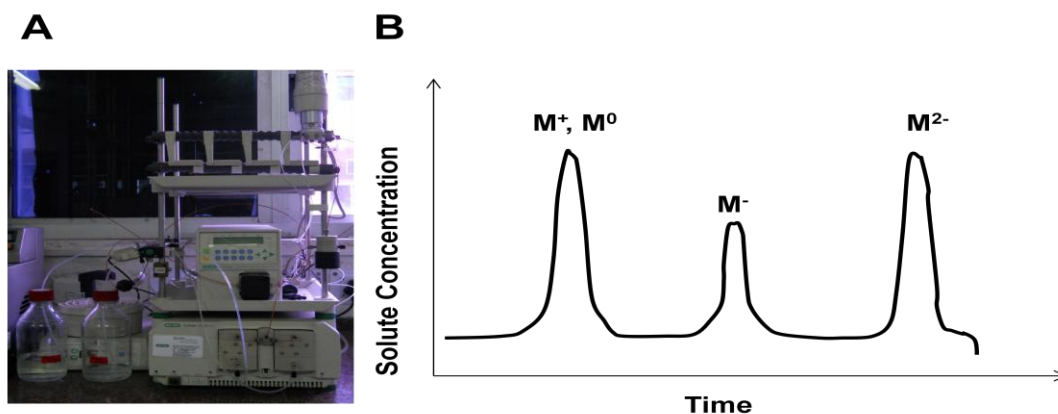 A
B
M⁺, M⁰
M²⁻
M⁻
Solute Concentration
Time